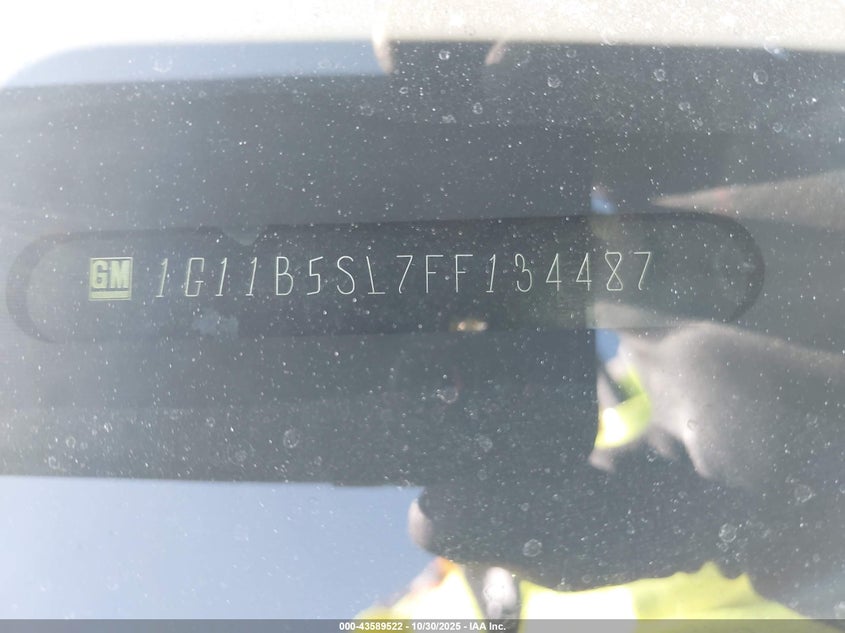 GM 1G11B5SL7FF134487
000-43589522 - 10/30/2025 - IAA Inc.